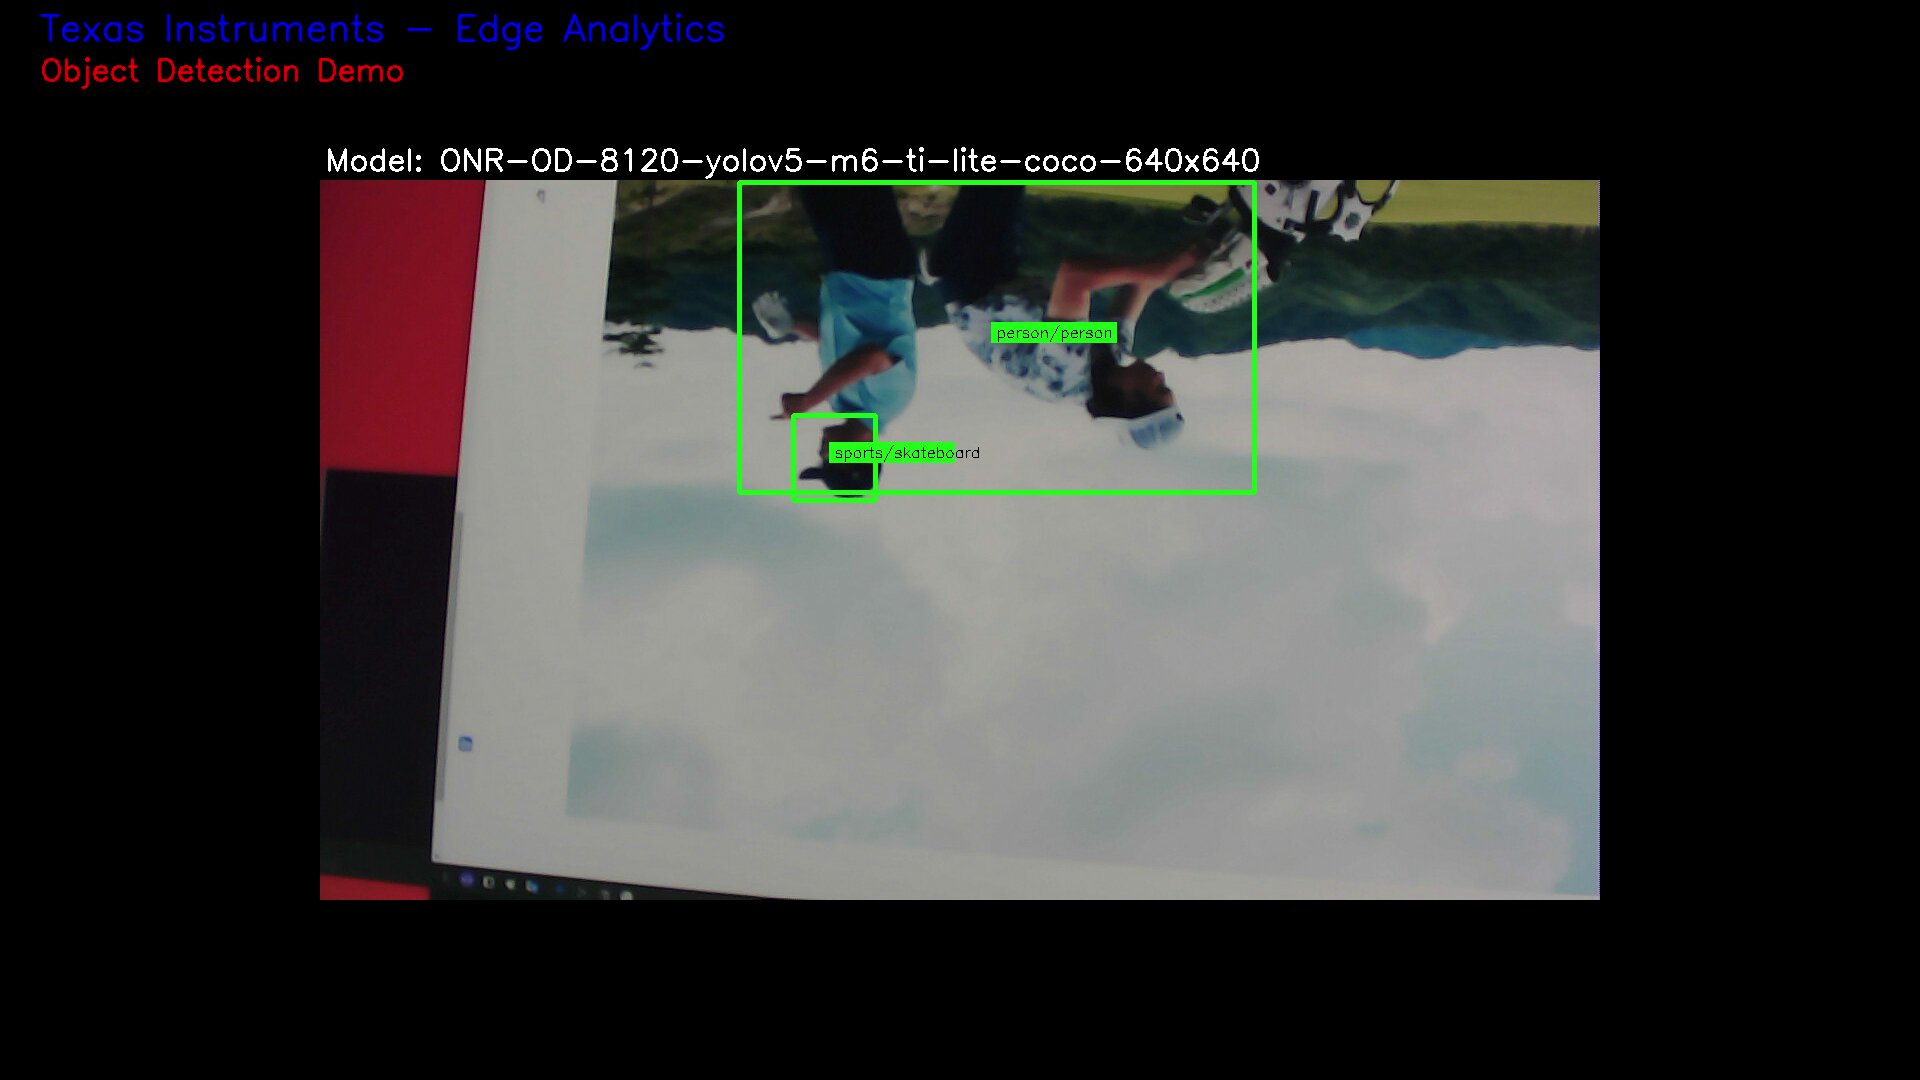 Texas Instruments - Edge Analytics
Object Detection Demo
Model: ONR-OD-8120-yolov5-m6-ti-lite-coco-640x640
person/person
sports/skateboard